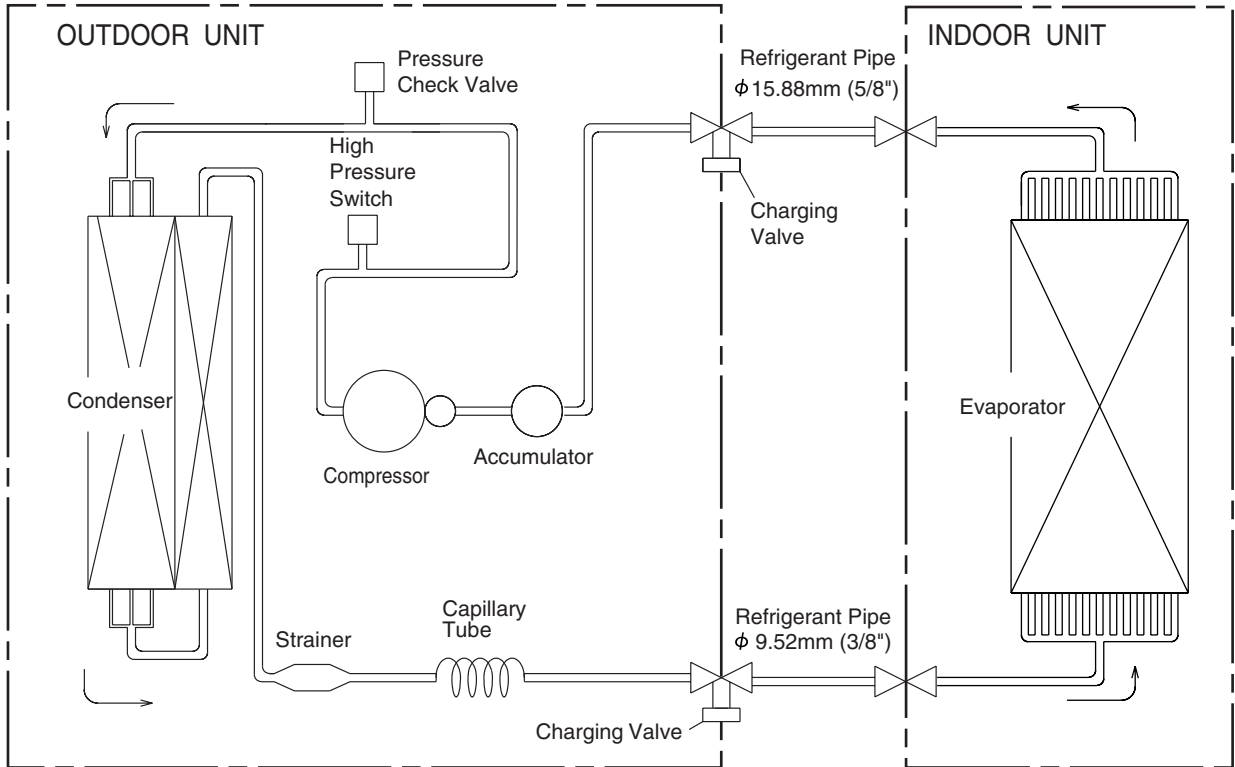 OUTDOOR UNIT
INDOOR UNIT
Pressure
Check Valve
Refrigerant Pipe
ϕ15.88mm (5/8")
High
Pressure
Switch
Charging
Valve
Condenser
Evaporator
Accumulator
Compressor
Capillary
Tube
Strainer
Refrigerant Pipe
ϕ 9.52mm (3/8")
Charging Valve